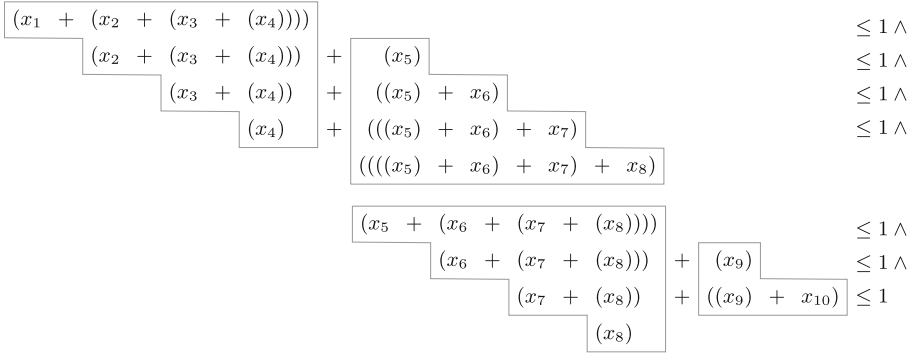 (x₁ + (x₂ + (x₃ + (x₄)))) ≤ 1 ∧
(x₂ + (x₃ + (x₄))) + (x₅) ≤ 1 ∧
(x₃ + (x₄)) + ((x₅) + x₆) ≤ 1 ∧
(x₄) + (((x₅) + x₆) + x₇) ≤ 1 ∧
((((x₅) + x₆) + x₇) + x₈)
(x₅ + (x₆ + (x₇ + (x₈)))) ≤ 1 ∧
(x₆ + (x₇ + (x₈))) + (x₉) ≤ 1 ∧
(x₇ + (x₈)) + ((x₉) + x₁₀) ≤ 1
(x₈)